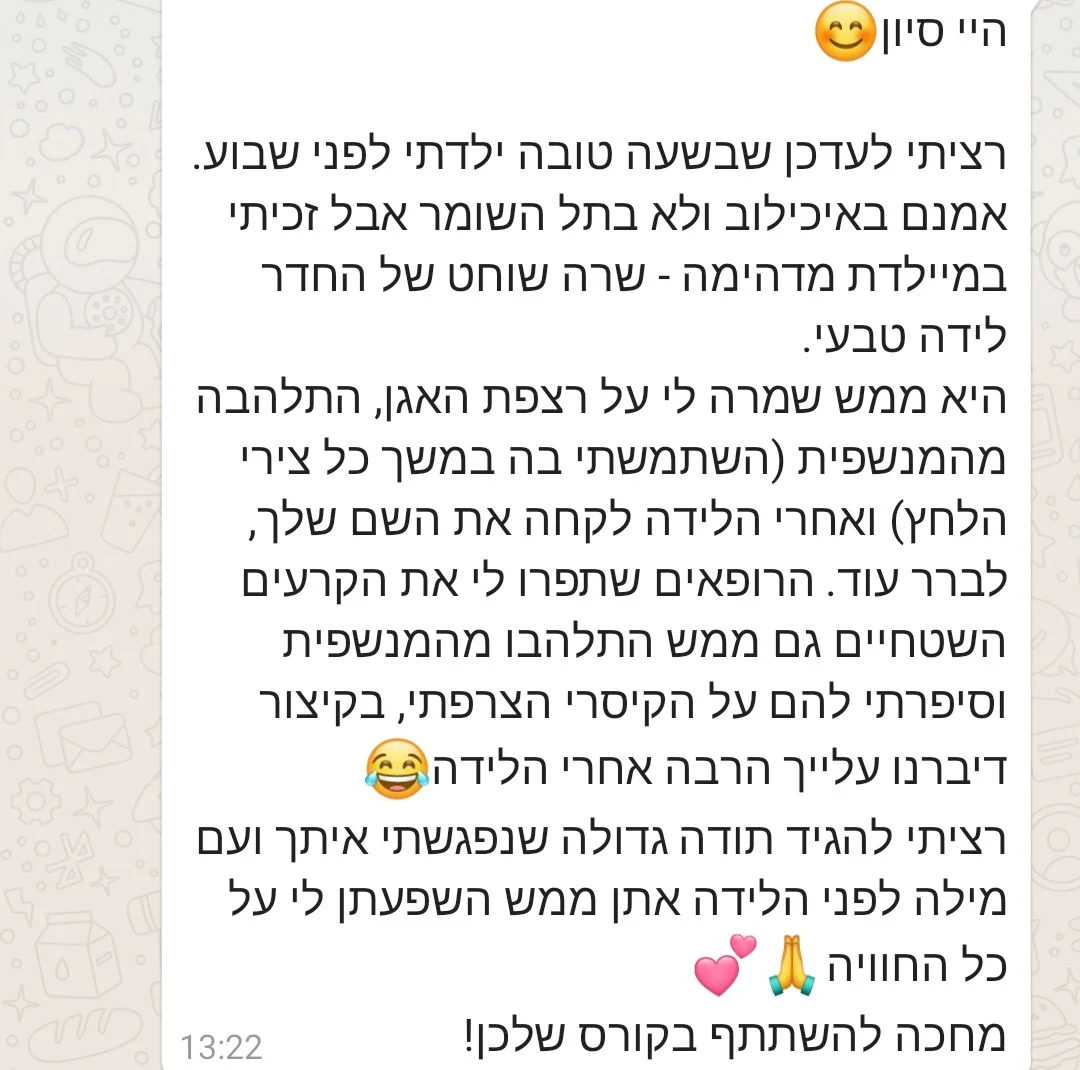 היי סיון😊
רציתי לעדכן שבשעה טובה ילדתי לפני שבוע.
אמנם באיכילוב ולא בתל השומר אבל זכיתי
במיילדת מדהימה - שרה שוחט של החדר
לידה טבעי.
היא ממש שמרה לי על רצפת האגן, התלהבה
מהמנשפית (השתמשתי בה במשך כל צירי
הלחץ) ואחרי הלידה לקחה את השם שלך,
לברר עוד. הרופאים שתפרו לי את הקרעים
השטחיים גם ממש התלהבו מהמנשפית
וסיפרתי להם על הקיסרי הצרפתי, בקיצור
דיברנו עלייך הרבה אחרי הלידה😂
רציתי להגיד תודה גדולה שנפגשתי איתך ועם
מילה לפני הלידה אתן ממש השפעתן לי על
כל החוויה🙏💕
מחכה להשתתף בקורס שלכן!
13:22